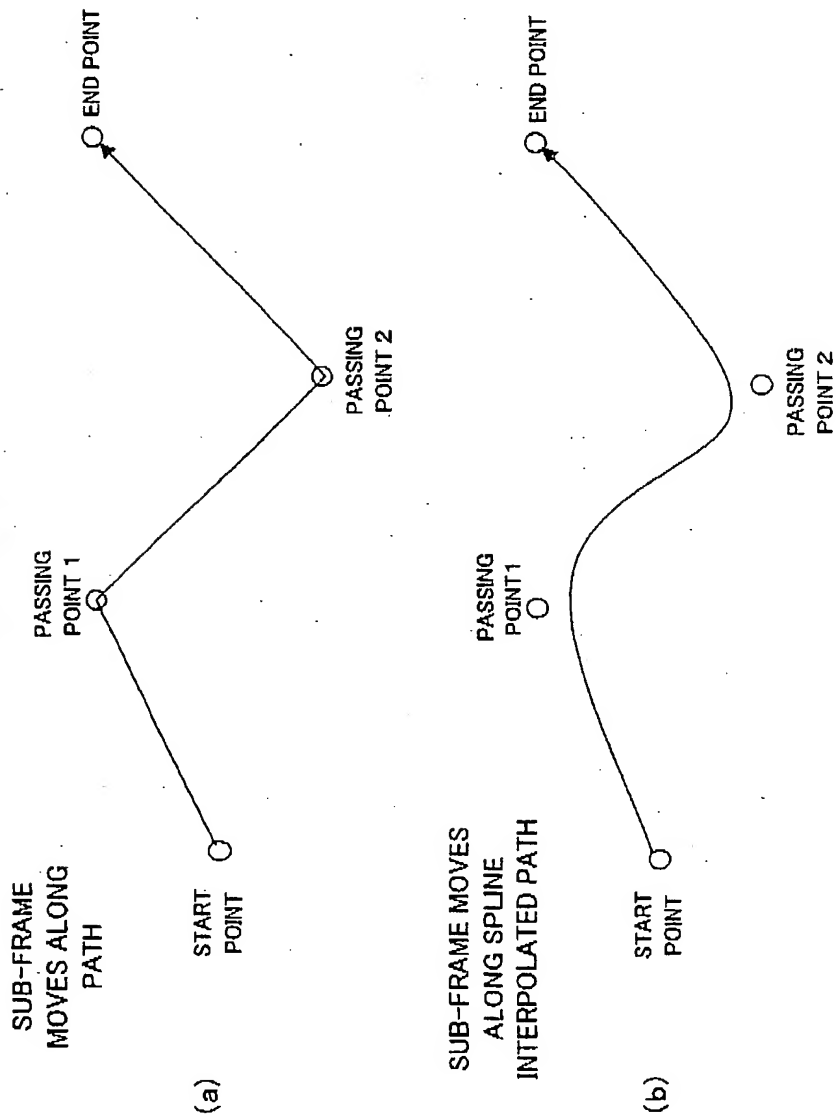 (a)
SUB-FRAME
MOVES ALONG
PATH
START
POINT
PASSING
POINT 1
PASSING
POINT 2
END POINT
(b)
SUB-FRAME MOVES
ALONG SPLINE
INTERPOLATED PATH
START
POINT
PASSING
POINT1
PASSING
POINT 2
END POINT